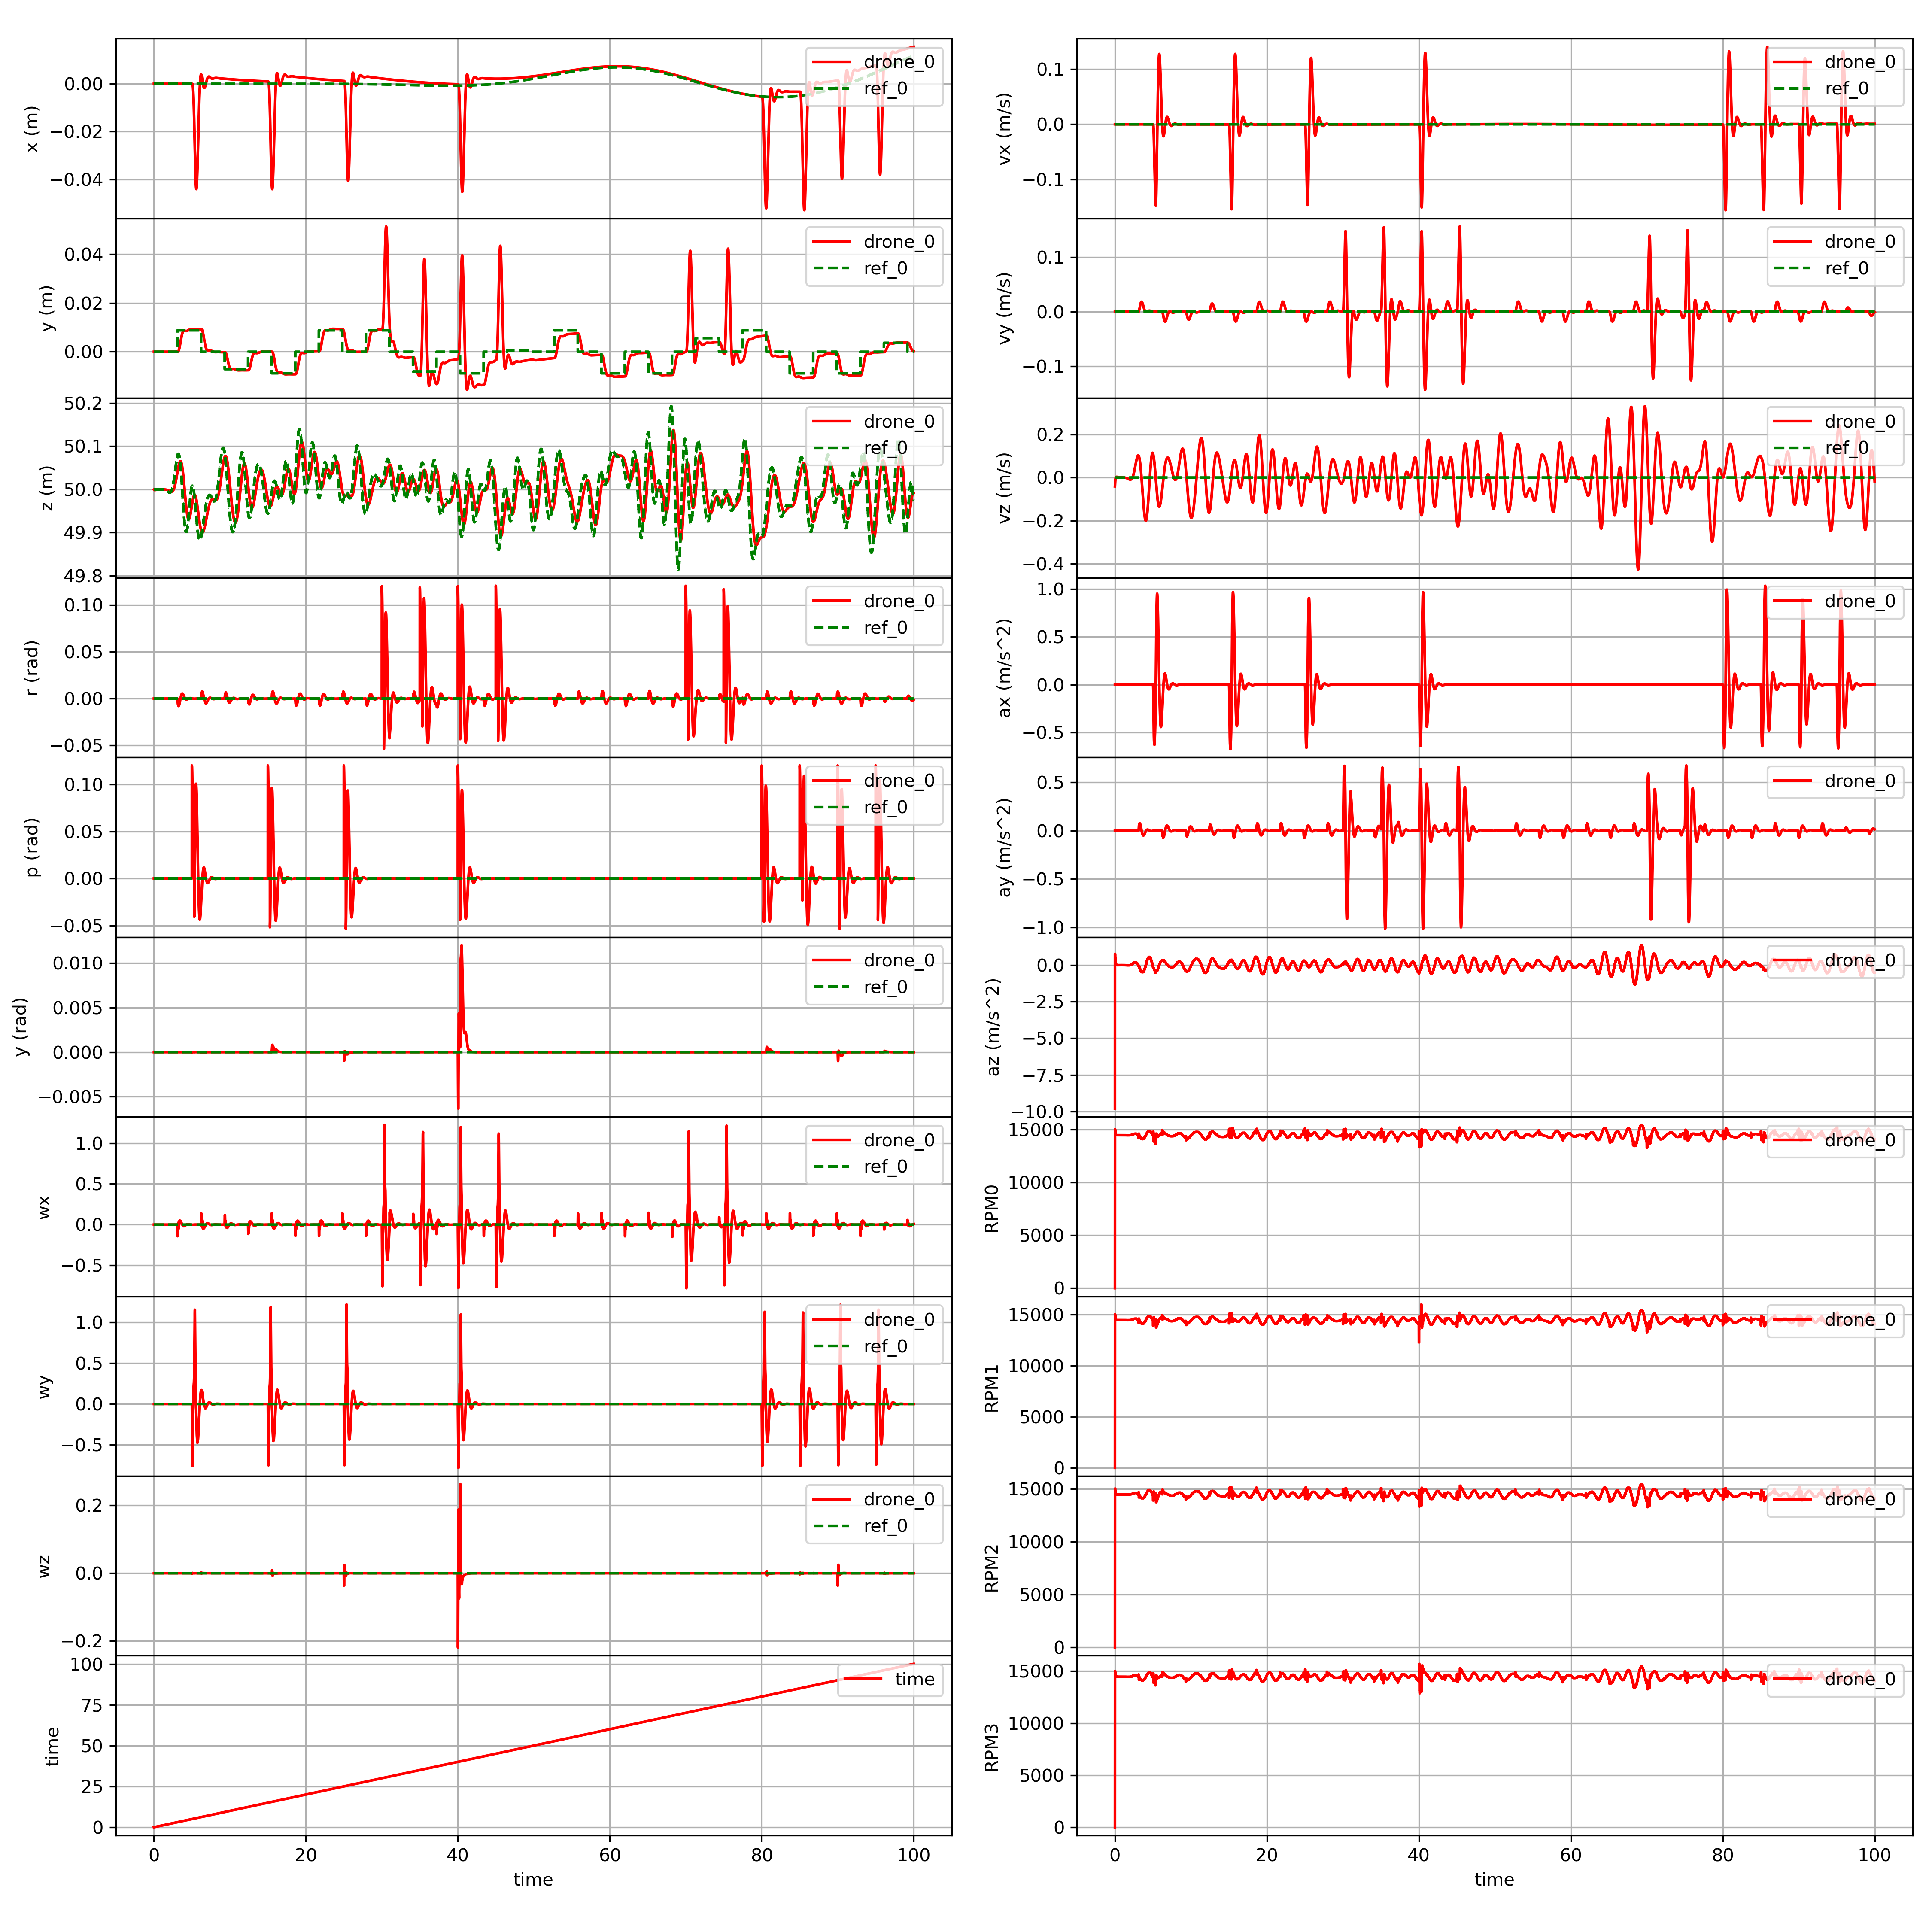 0.00
−0.02
−0.04
x (m)
drone_0
ref_0
0.04
0.02
0.00
y (m)
drone_0
ref_0
50.2
50.1
50.0
49.9
49.8
z (m)
drone_0
ref_0
0.10
0.05
0.00
−0.05
r (rad)
drone_0
ref_0
0.10
0.05
0.00
−0.05
p (rad)
drone_0
ref_0
0.010
0.005
0.000
−0.005
y (rad)
drone_0
ref_0
1.0
0.5
0.0
−0.5
wx
drone_0
ref_0
1.0
0.5
0.0
−0.5
wy
drone_0
ref_0
0.2
0.0
−0.2
wz
drone_0
ref_0
100
75
50
25
0
time
time
0 20 40 60 80 100
time
0.1
0.0
−0.1
vx (m/s)
drone_0
ref_0
0.1
0.0
−0.1
vy (m/s)
drone_0
ref_0
0.2
0.0
−0.2
−0.4
vz (m/s)
drone_0
ref_0
1.0
0.5
0.0
−0.5
ax (m/s^2)
drone_0
0.5
0.0
−0.5
−1.0
ay (m/s^2)
drone_0
0.0
−2.5
−5.0
−7.5
−10.0
az (m/s^2)
drone_0
15000
10000
5000
0
RPM0
drone_0
15000
10000
5000
0
RPM1
drone_0
15000
10000
5000
0
RPM2
drone_0
15000
10000
5000
0
RPM3
drone_0
0 20 40 60 80 100
time